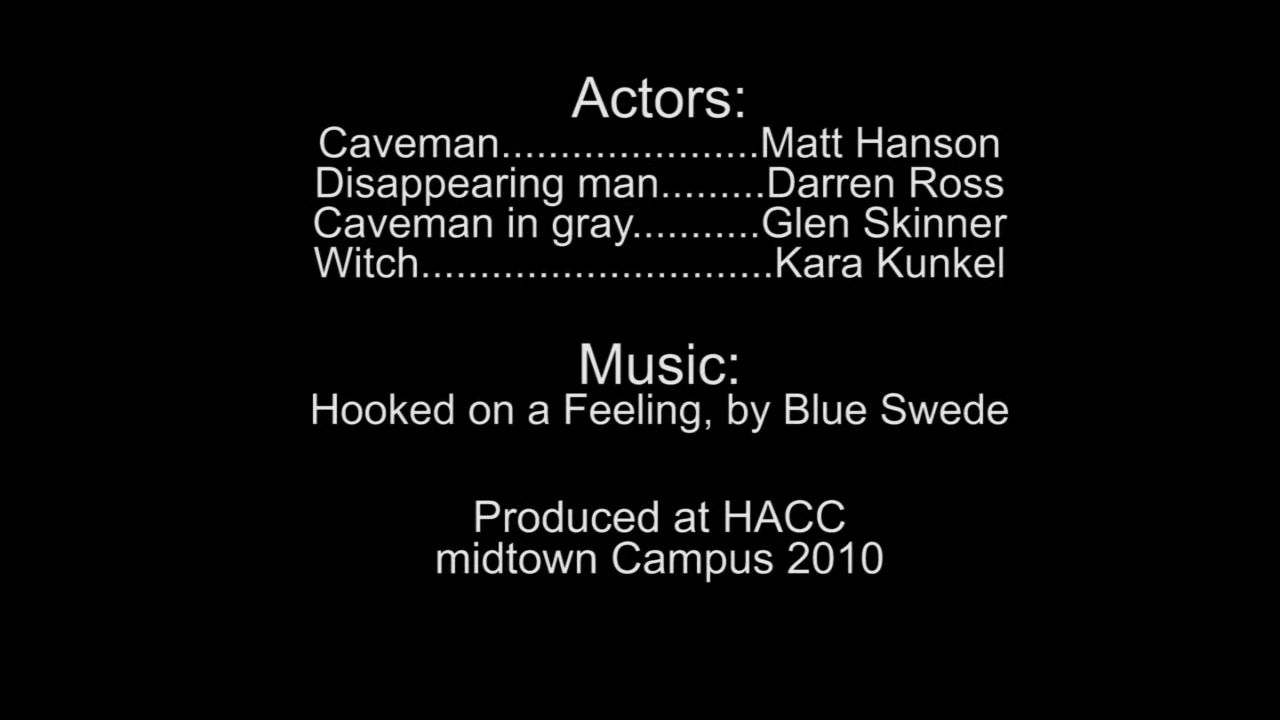 Actors:
Caveman......................Matt Hanson
Disappearing man.........Darren Ross
Caveman in gray...........Glen Skinner
Witch..............................Kara Kunkel
Music:
Hooked on a Feeling, by Blue Swede
Produced at HACC
midtown Campus 2010